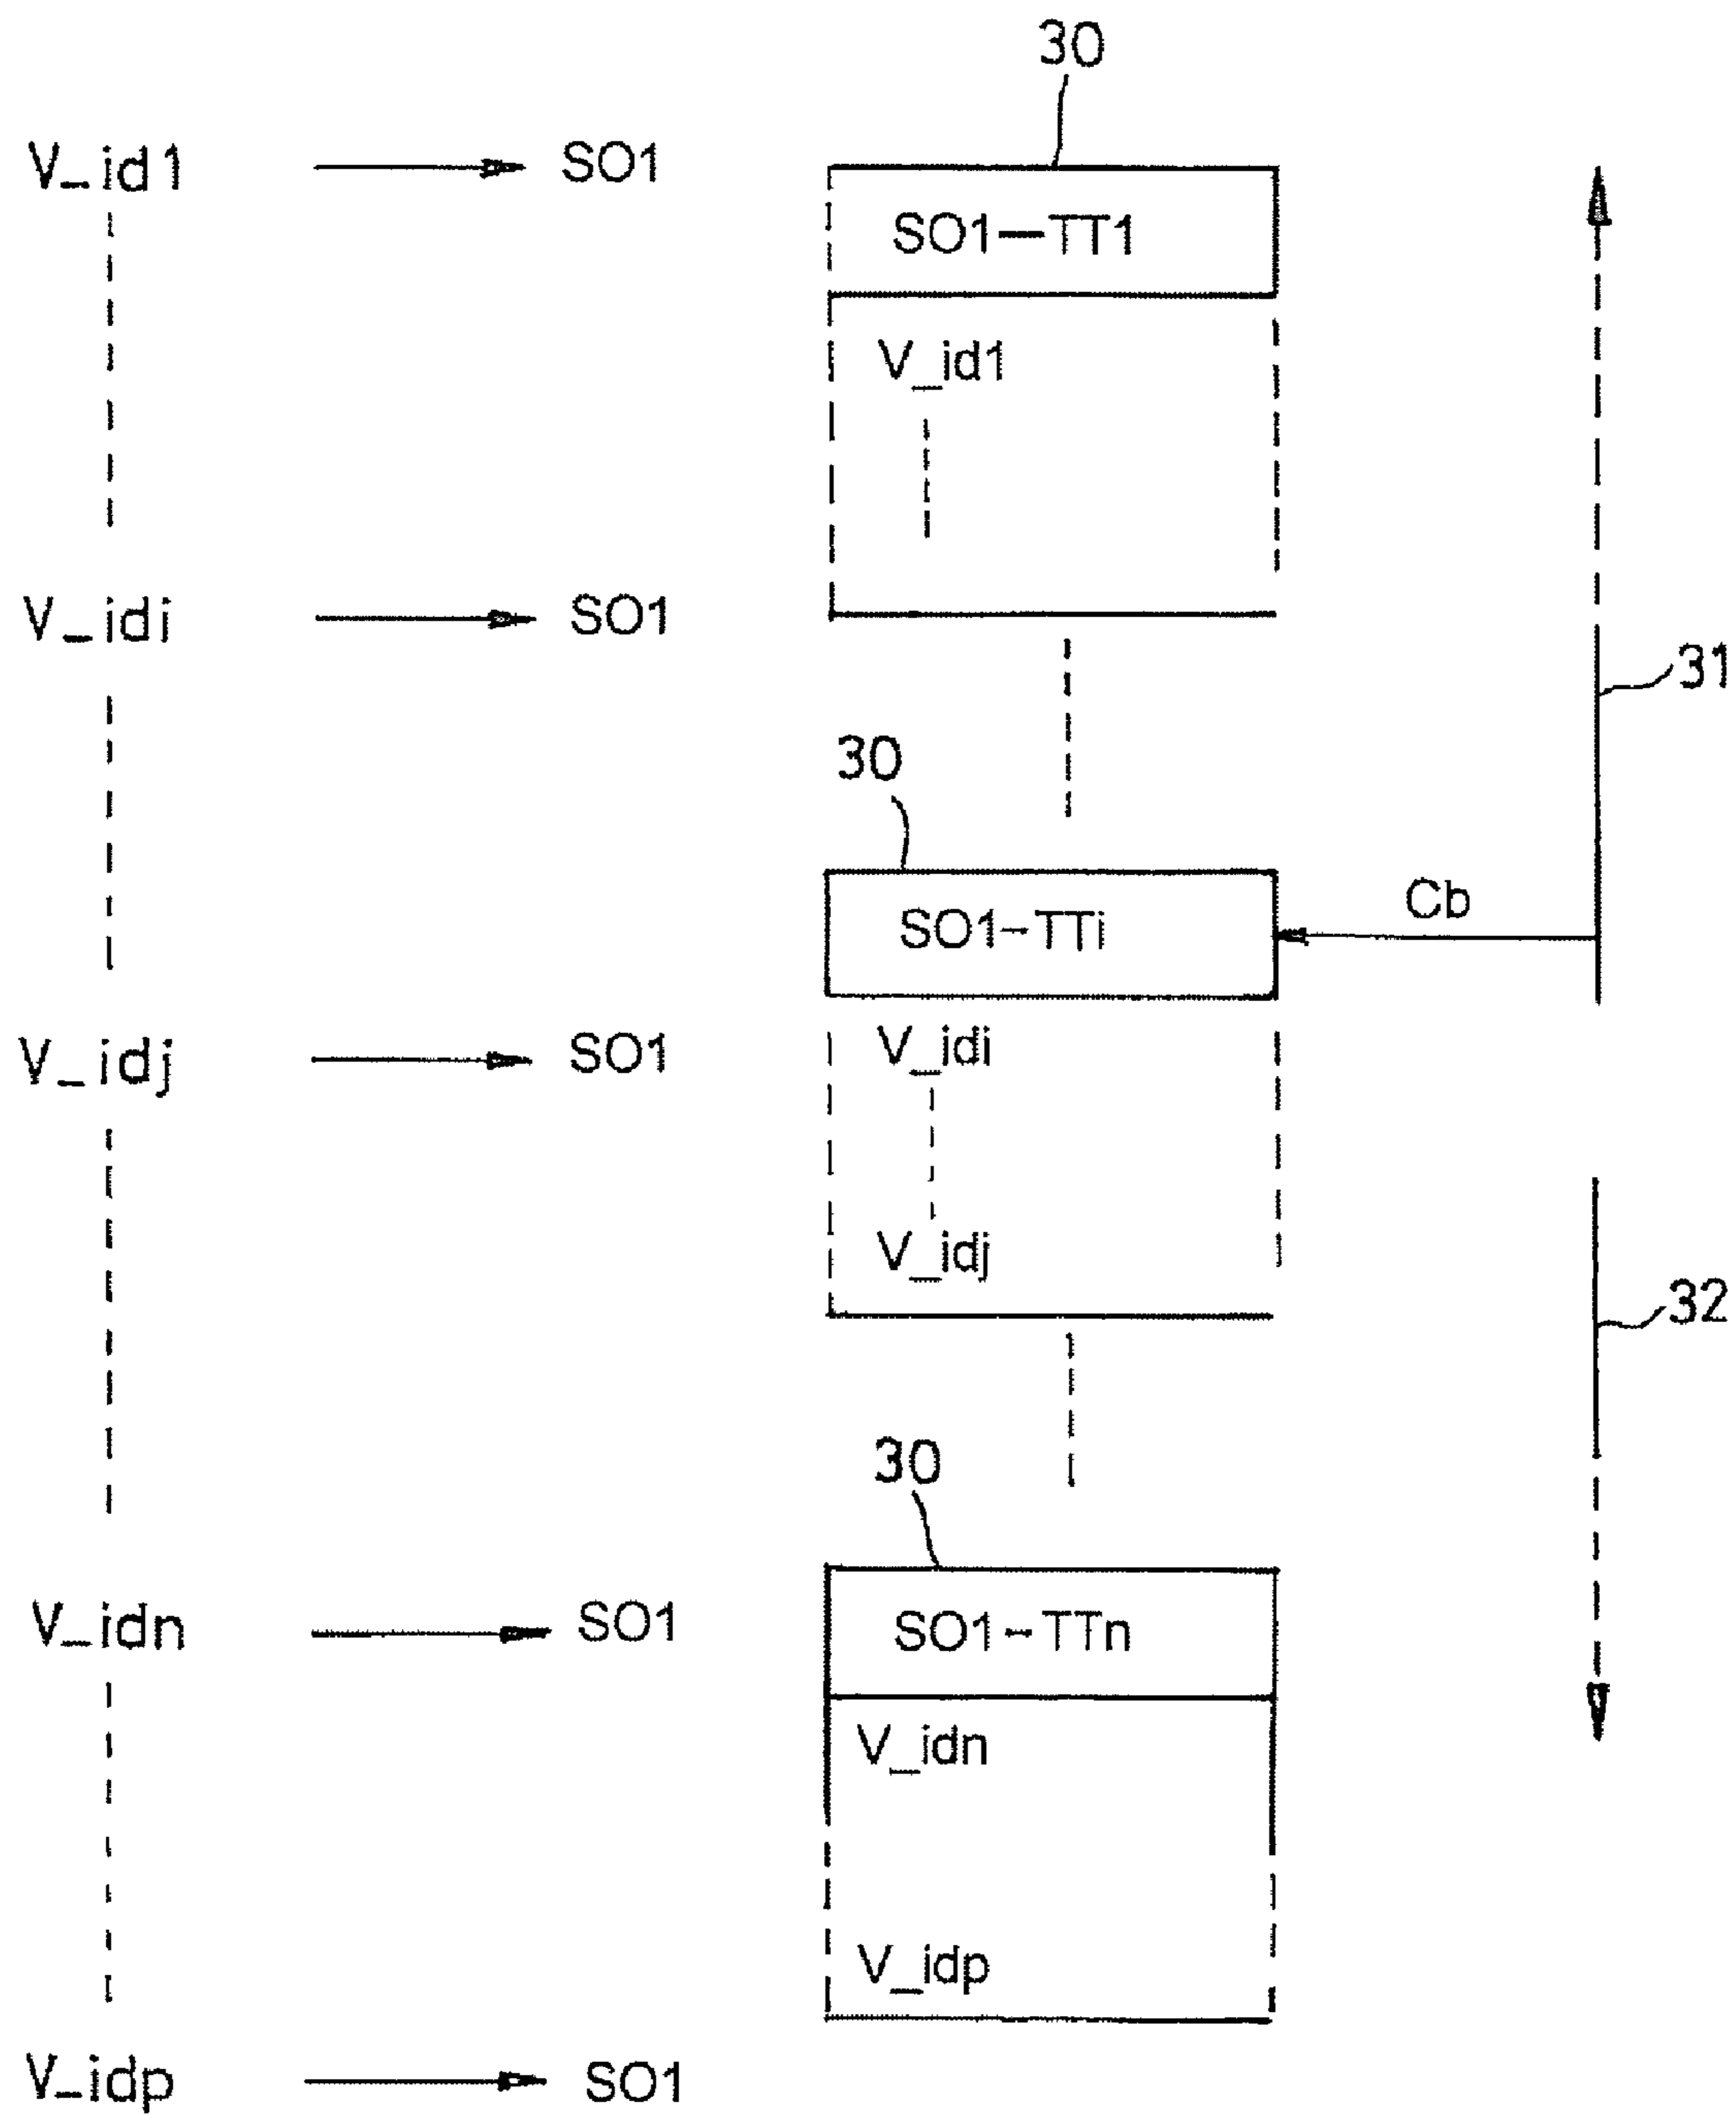 30
V_id1 SO1
SO1-TT1
V_id1
V_idi SO1
31
30
Cb
SO1-TTi
V_idj SO1
V_idi
V_idj
32
30
V_idn SO1
SO1-TTn
V_idn
V_idp
V_idp SO1